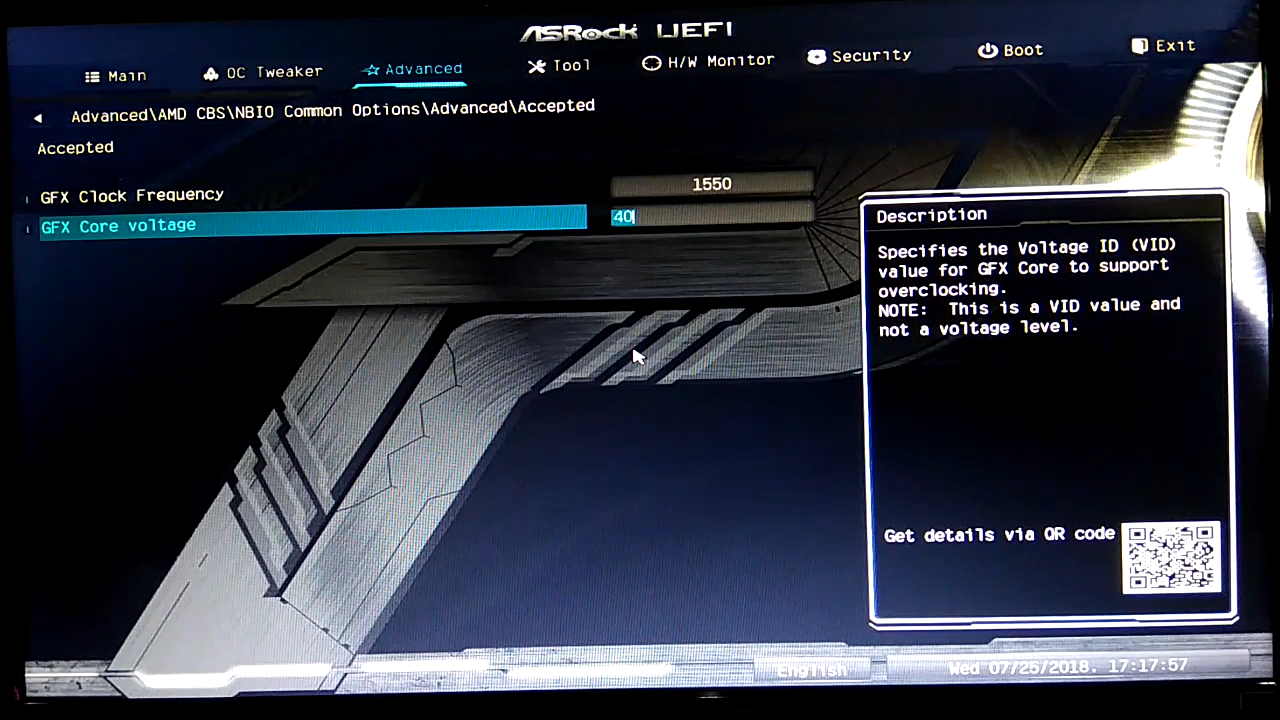 ASRock UEFI
Main
OC Tweaker
Advanced
Tool
H/W Monitor
Security
Boot
Exit
Advanced\AMD CBS\NBIO Common Options\Advanced\Accepted
Accepted
GFX Clock Frequency
1550
GFX Core voltage
40
Description
Specifies the Voltage ID (VID)
value for GFX Core to support
overclocking.
NOTE: This is a VID value and
not a voltage level.
Get details via QR code
English
Wed 07/25/2018. 17:17:57